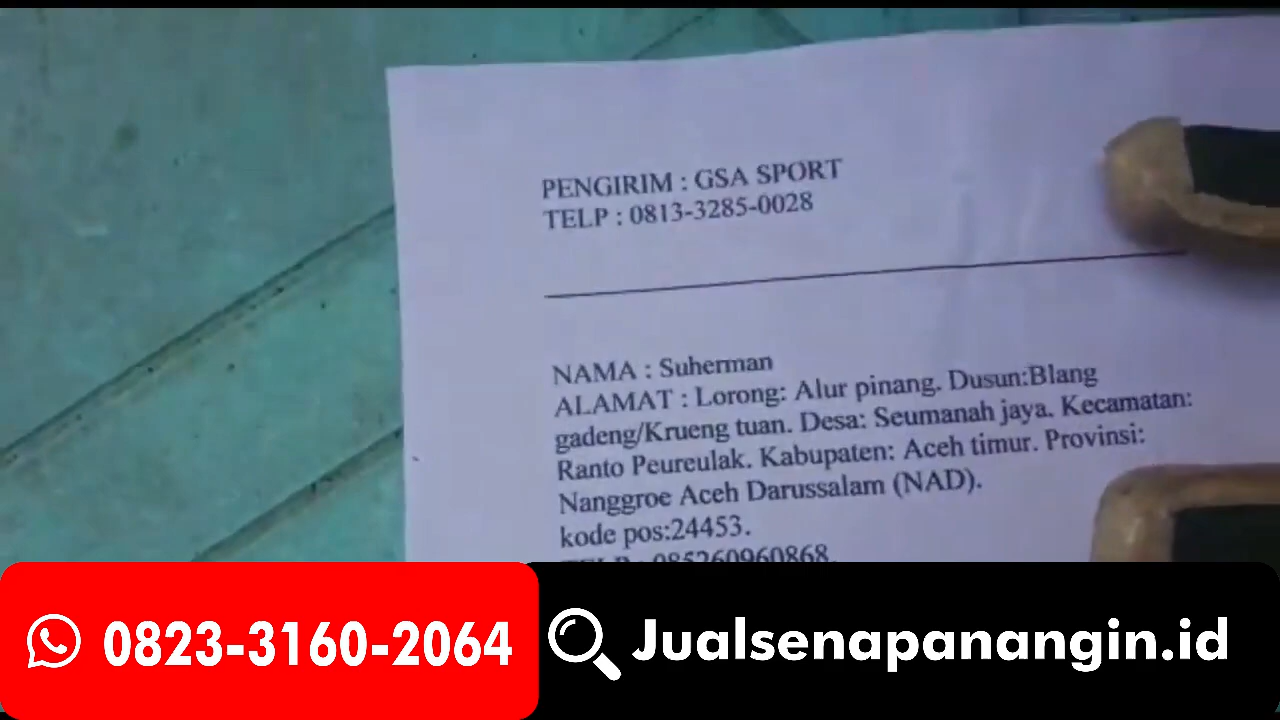 PENGIRIM : GSA SPORT
TELP : 0813-3285-0028
NAMA : Suherman
ALAMAT : Lorong: Alur pinang. Dusun:Blang
gadeng/Krueng tuan. Desa: Seumanah jaya. Kecamatan:
Ranto Peureulak. Kabupaten: Aceh timur. Provinsi:
Nanggroe Aceh Darussalam (NAD).
kode pos:24453.
TELP : 085260960868.
0823-3160-2064
Jualsenapanangin.id